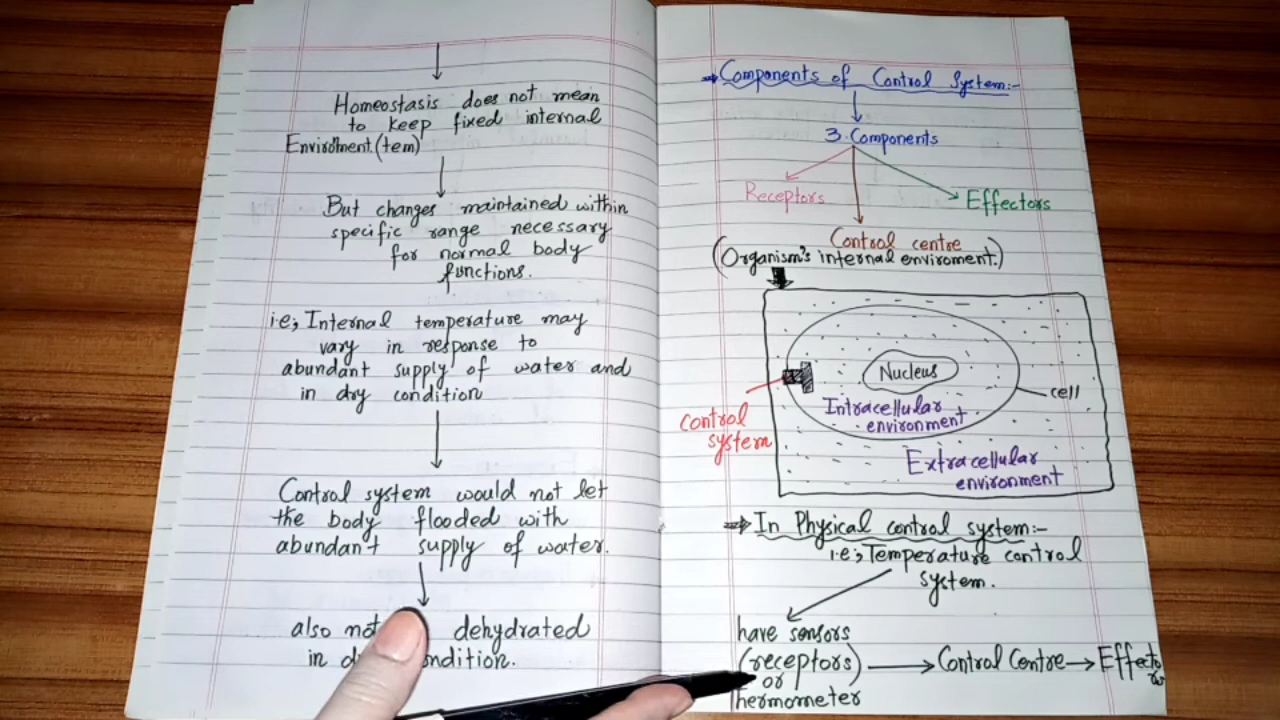 Homeostasis does not mean
to keep fixed internal
Enviroment.(tem)
But changes maintained within
specific range necessary
for normal body
functions.
i.e; Internal temperature may
vary in response to
abundant supply of water and
in dry condition
Control system would not let
the body flooded with
abundant supply of water.
also not dehydrated
in condition.
⇒ Components of Control System:-
3 Components
Receptors
Effectors
Control centre
(Organism's internal enviroment.)
Nucleus
cell
Intracellular
environment
Control
system
Extracellular
environment
⇒ In Physical control system:-
i.e; Temperature control
system.
have sensors
(receptors) → Control Centre → Effectors
or
thermometer